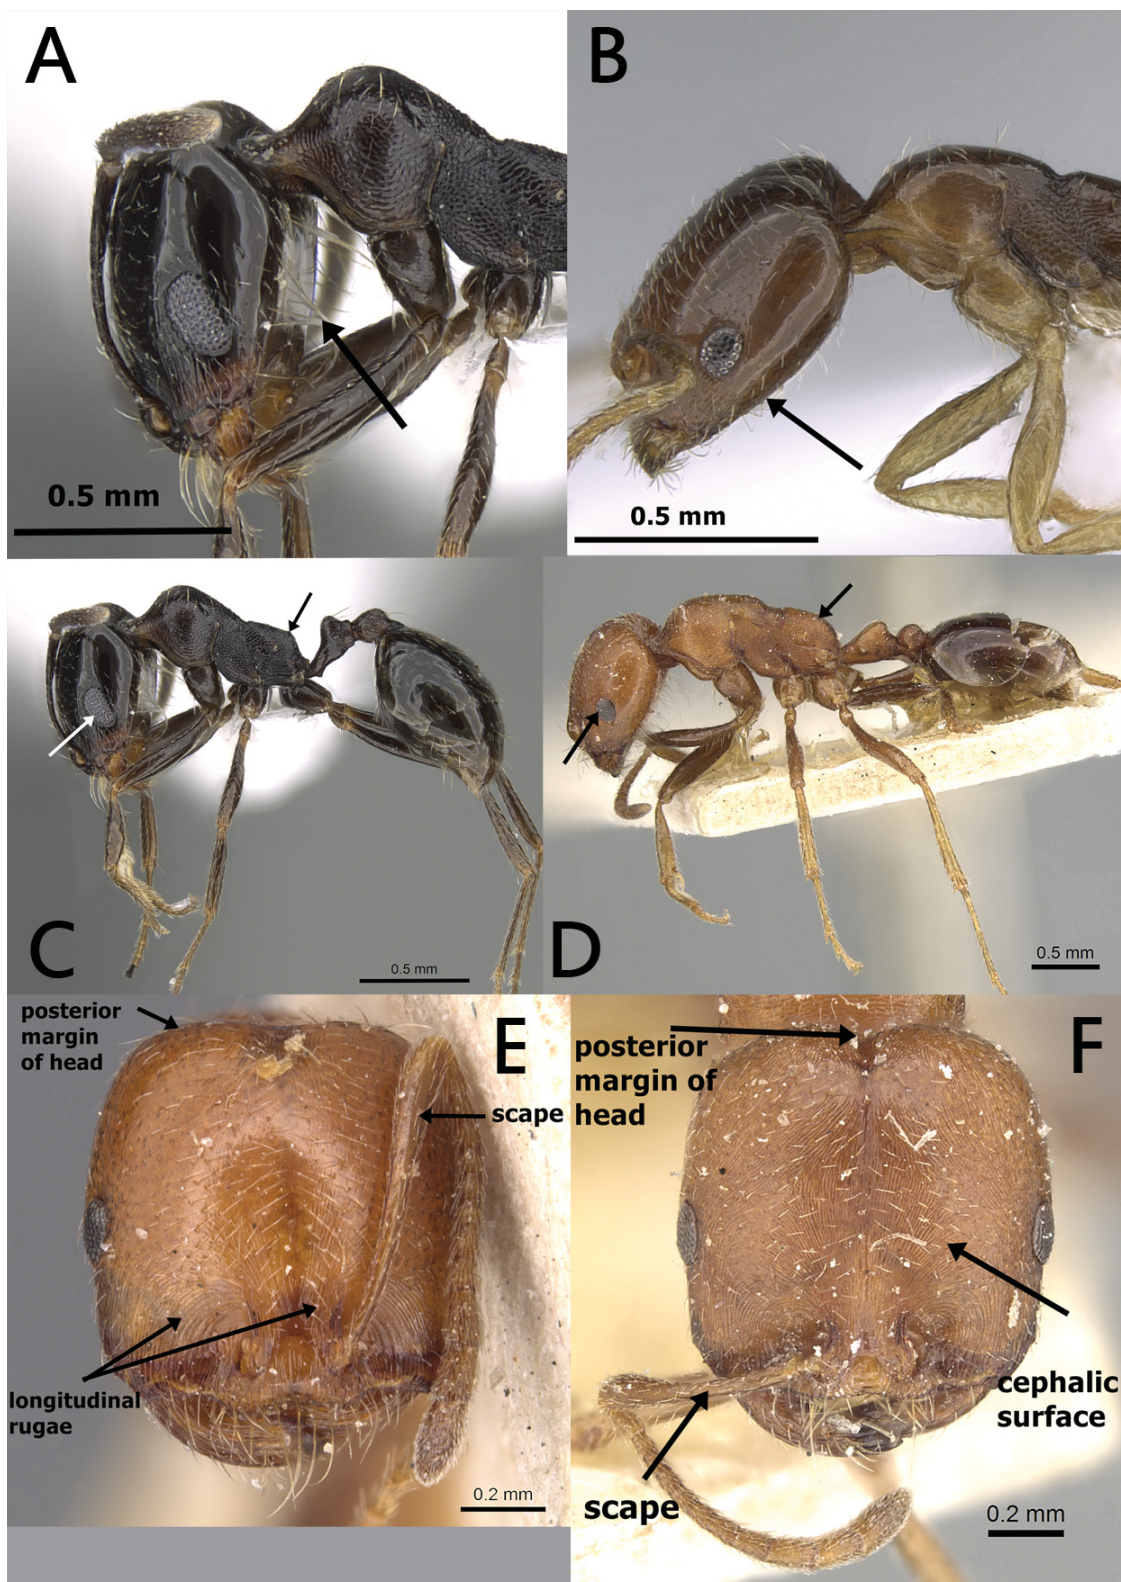 A
B
0.5 mm
0.5 mm
C
0.5 mm
D
0.5 mm
posterior
margin
of head
E
scape
longitudinal
rugae
0.2 mm
posterior
margin of
head
F
cephalic
surface
scape
0.2 mm